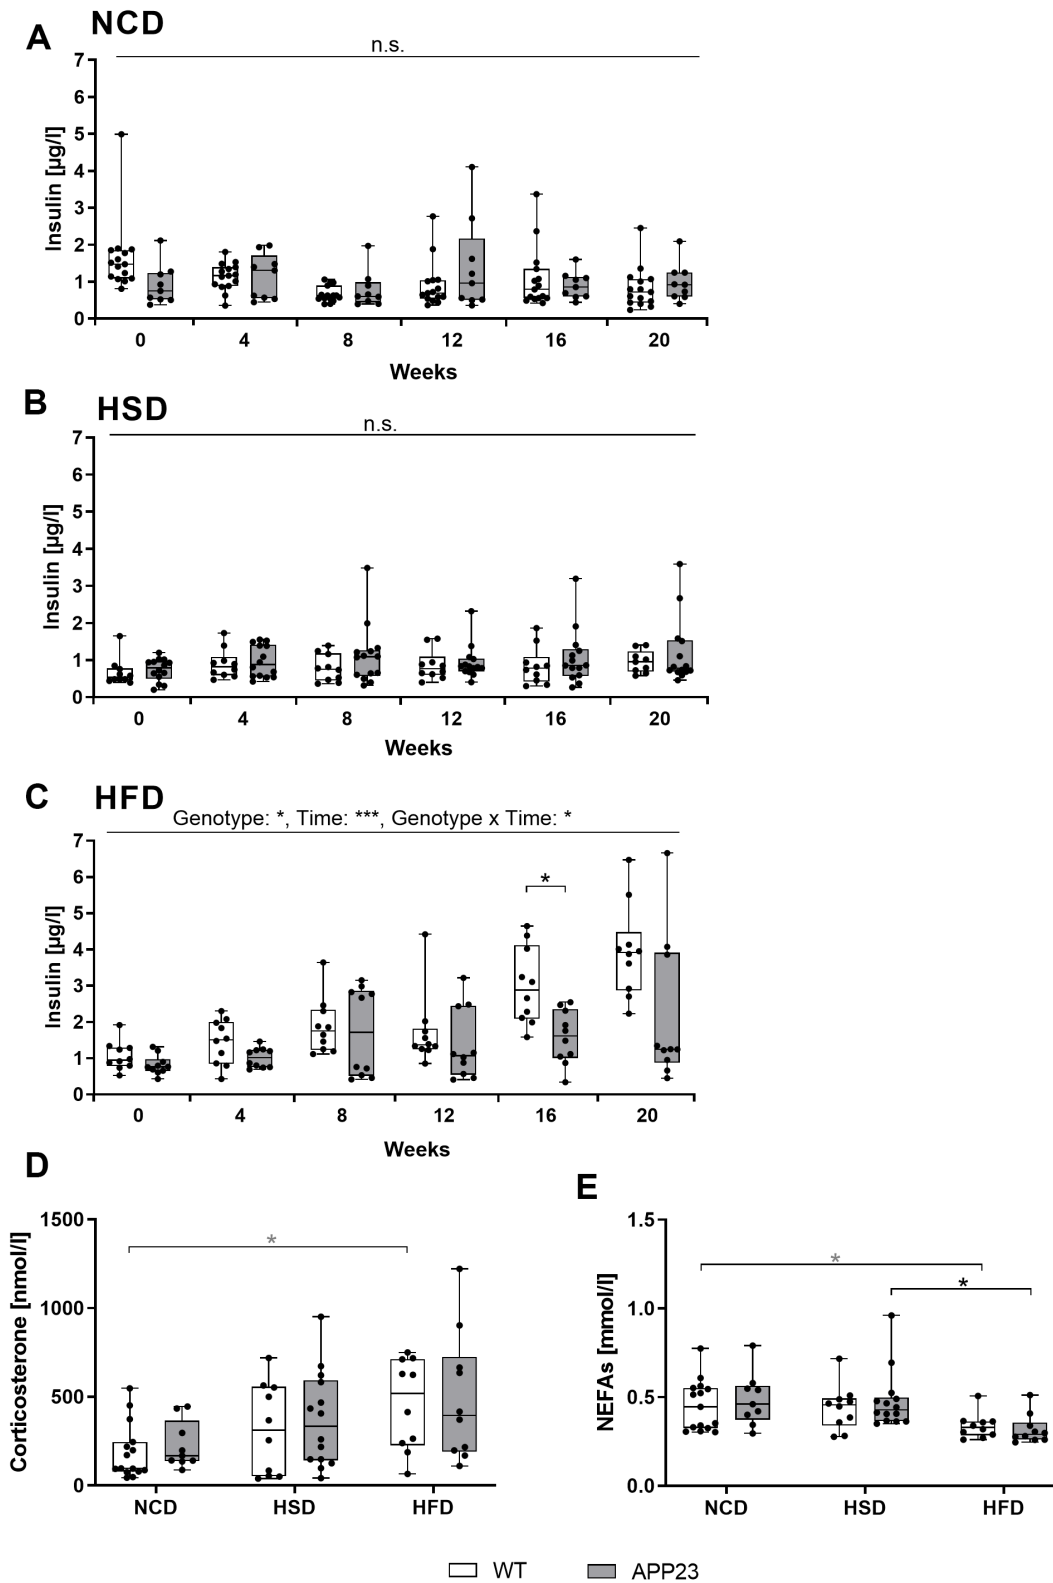 A NCD
n.s.
7
6
5
4
3
2
1
0
Insulin [µg/l]
0 4 8 12 16 20
Weeks
B HSD
n.s.
7
6
5
4
3
2
1
0
Insulin [µg/l]
0 4 8 12 16 20
Weeks
C HFD
Genotype: *, Time: ***, Genotype x Time: *
7
6
5
4
3
2
1
0
Insulin [µg/l]
*
0 4 8 12 16 20
Weeks
D
1500
1000
500
0
Corticosterone [nmol/l]
*
NCD HSD HFD
E
1.5
1.0
0.5
0.0
NEFAs [mmol/l]
*
*
NCD HSD HFD
WT APP23